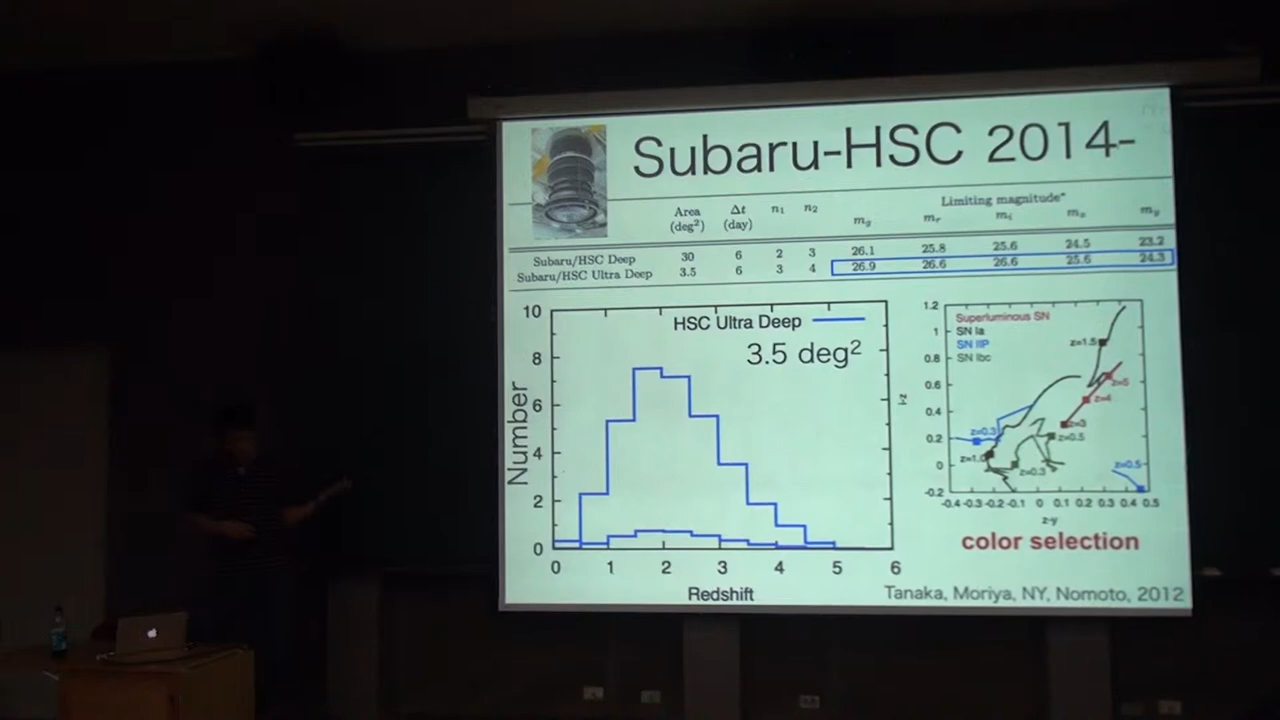 Subaru-HSC 2014-
Limiting magnitude*
Area Δt n₁ n₂
(deg²) (day) m_g m_r m_i m_z m_y
Subaru/HSC Deep 30 6 2 3 26.1 25.8 25.6 24.5 23.2
Subaru/HSC Ultra Deep 3.5 6 3 4 26.9 26.6 26.6 25.6 24.3
HSC Ultra Deep
3.5 deg²
10
8
6
4
2
0
Number
0 1 2 3 4 5 6
Redshift
1.2
1
0.8
0.6
0.4
0.2
0
-0.2
Superluminous SN
SN Ia
SN IIP
SN Ibc
z=1.5
z=5
z=4
z=3
z=0.3
z=0.5
z=1.0
z=0.3
z=0.5
-0.4 -0.3 -0.2 -0.1 0 0.1 0.2 0.3 0.4 0.5
z-y
color selection
Tanaka, Moriya, NY, Nomoto, 2012